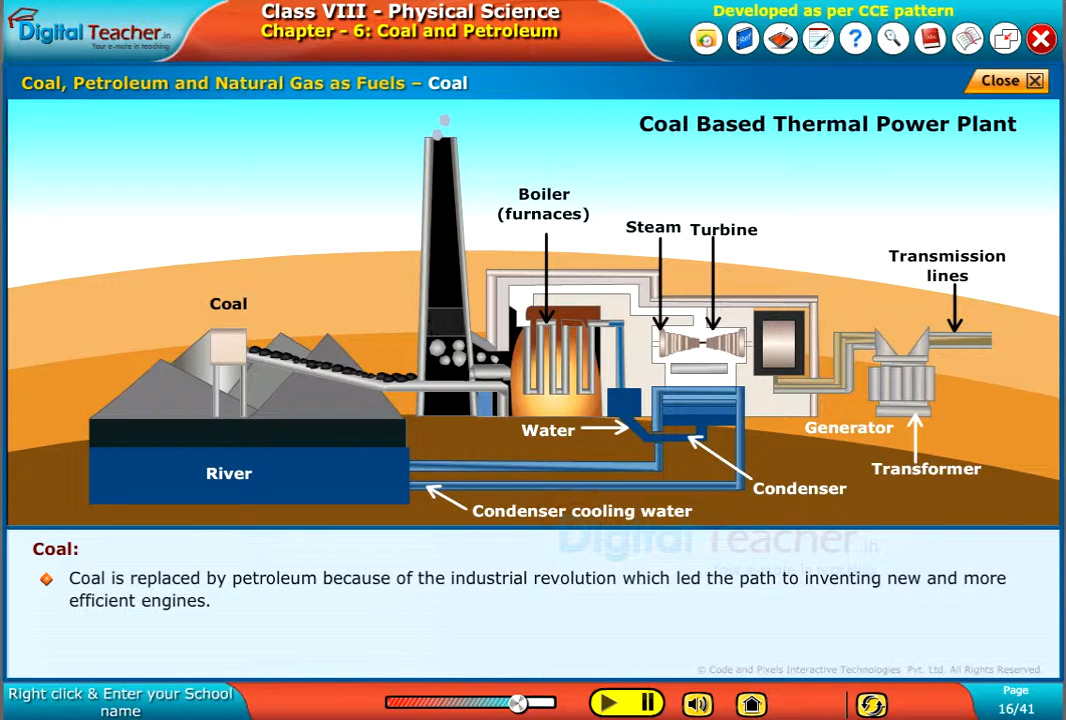 Digital Teacher.in
Your e-mate in teaching
Class VIII - Physical Science
Chapter - 6: Coal and Petroleum
Developed as per CCE pattern
Coal, Petroleum and Natural Gas as Fuels – Coal
Close
Coal Based Thermal Power Plant
Boiler
(furnaces)
Steam
Turbine
Transmission
lines
Coal
Water
Generator
River
Transformer
Condenser
Condenser cooling water
Digital Teacher.in
Coal:
Coal is replaced by petroleum because of the industrial revolution which led the path to inventing new and more
efficient engines.
© Code and Pixels Interactive Technologies Pvt. Ltd. All Rights Reserved.
Right click & Enter your School
name
Page
16/41